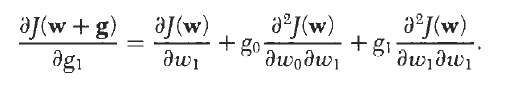 ∂J(𝐰 + 𝐠)/∂g₁ = ∂J(𝐰)/∂w₁ + g₀ ∂²J(𝐰)/∂w₀∂w₁ + g₁ ∂²J(𝐰)/∂w₁∂w₁.